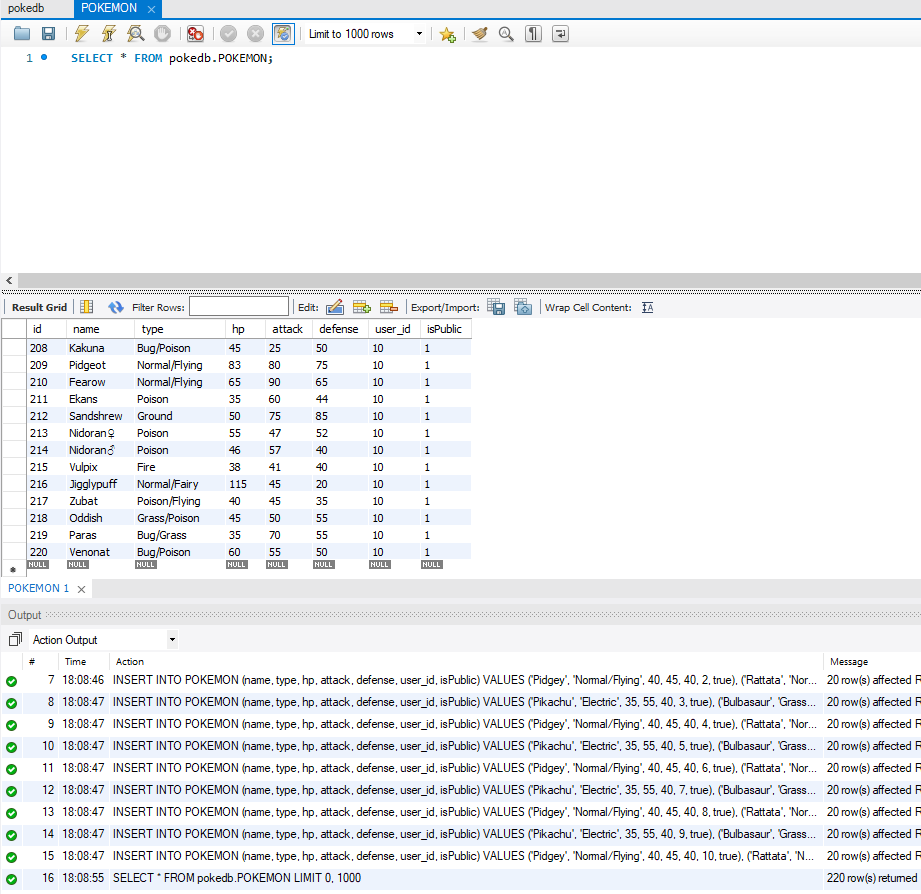 pokedb POKEMON
Limit to 1000 rows
1 SELECT * FROM pokedb.POKEMON;
Result Grid Filter Rows: Edit: Export/Import: Wrap Cell Content:
id name type hp attack defense user_id isPublic
208 Kakuna Bug/Poison 45 25 50 10 1
209 Pidgeot Normal/Flying 83 80 75 10 1
210 Fearow Normal/Flying 65 90 65 10 1
211 Ekans Poison 35 60 44 10 1
212 Sandshrew Ground 50 75 85 10 1
213 Nidoran♀ Poison 55 47 52 10 1
214 Nidoran♂ Poison 46 57 40 10 1
215 Vulpix Fire 38 41 40 10 1
216 Jigglypuff Normal/Fairy 115 45 20 10 1
217 Zubat Poison/Flying 40 45 35 10 1
218 Oddish Grass/Poison 45 50 55 10 1
219 Paras Bug/Grass 35 70 55 10 1
220 Venonat Bug/Poison 60 55 50 10 1
NULL NULL NULL NULL NULL NULL NULL NULL
POKEMON 1
Output
Action Output
# Time Action Message
7 18:08:46 INSERT INTO POKEMON (name, type, hp, attack, defense, user_id, isPublic) VALUES ('Pidgey', 'Normal/Flying', 40, 45, 40, 2, true), ('Rattata', 'Nor... 20 row(s) affected R
8 18:08:47 INSERT INTO POKEMON (name, type, hp, attack, defense, user_id, isPublic) VALUES ('Pikachu', 'Electric', 35, 55, 40, 3, true), ('Bulbasaur', 'Grass... 20 row(s) affected R
9 18:08:47 INSERT INTO POKEMON (name, type, hp, attack, defense, user_id, isPublic) VALUES ('Pidgey', 'Normal/Flying', 40, 45, 40, 4, true), ('Rattata', 'Nor... 20 row(s) affected R
10 18:08:47 INSERT INTO POKEMON (name, type, hp, attack, defense, user_id, isPublic) VALUES ('Pikachu', 'Electric', 35, 55, 40, 5, true), ('Bulbasaur', 'Grass... 20 row(s) affected R
11 18:08:47 INSERT INTO POKEMON (name, type, hp, attack, defense, user_id, isPublic) VALUES ('Pidgey', 'Normal/Flying', 40, 45, 40, 6, true), ('Rattata', 'Nor... 20 row(s) affected R
12 18:08:47 INSERT INTO POKEMON (name, type, hp, attack, defense, user_id, isPublic) VALUES ('Pikachu', 'Electric', 35, 55, 40, 7, true), ('Bulbasaur', 'Grass... 20 row(s) affected R
13 18:08:47 INSERT INTO POKEMON (name, type, hp, attack, defense, user_id, isPublic) VALUES ('Pidgey', 'Normal/Flying', 40, 45, 40, 8, true), ('Rattata', 'Nor... 20 row(s) affected R
14 18:08:47 INSERT INTO POKEMON (name, type, hp, attack, defense, user_id, isPublic) VALUES ('Pikachu', 'Electric', 35, 55, 40, 9, true), ('Bulbasaur', 'Grass... 20 row(s) affected R
15 18:08:47 INSERT INTO POKEMON (name, type, hp, attack, defense, user_id, isPublic) VALUES ('Pidgey', 'Normal/Flying', 40, 45, 40, 10, true), ('Rattata', 'N... 20 row(s) affected R
16 18:08:55 SELECT * FROM pokedb.POKEMON LIMIT 0, 1000 220 row(s) returned